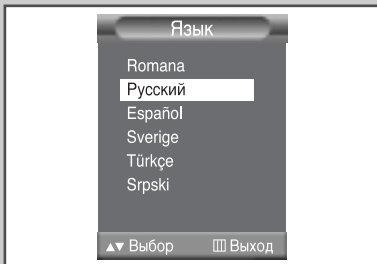 Язык
Romana
Русский
Español
Sverige
Türkçe
Srpski
▲▼ Выбор Выход